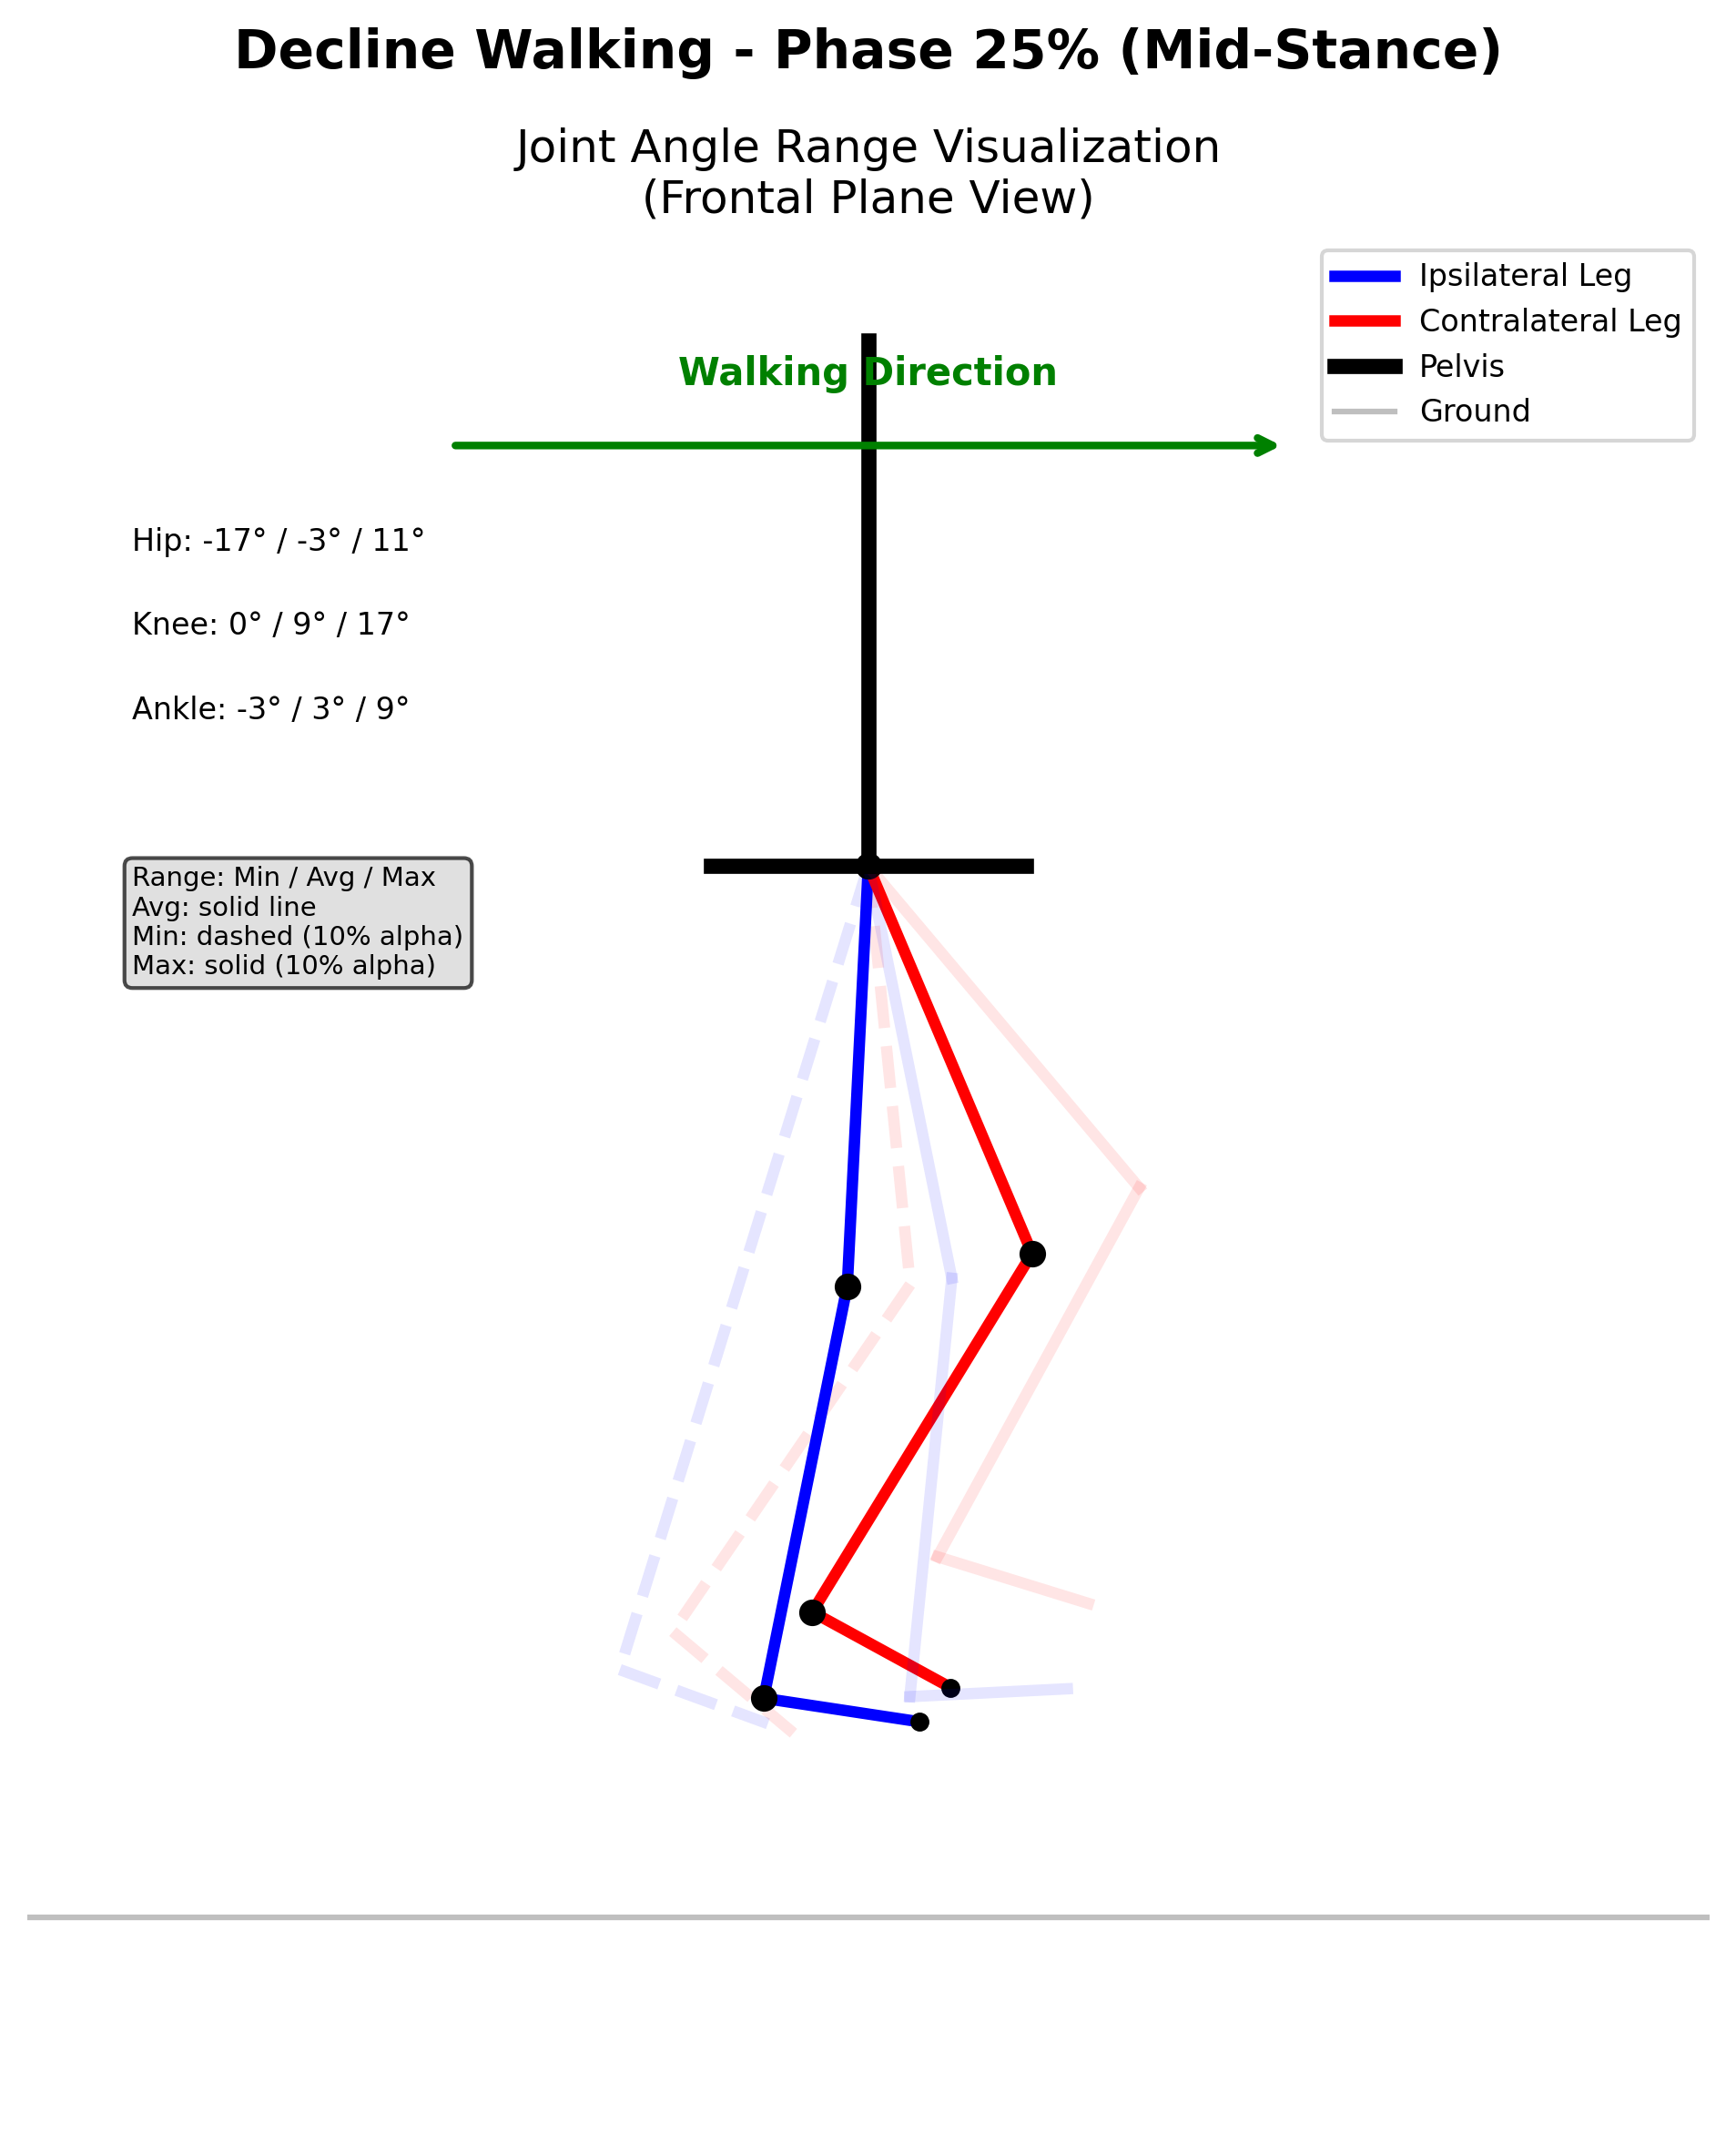 Decline Walking - Phase 25% (Mid-Stance)
Joint Angle Range Visualization
(Frontal Plane View)
Ipsilateral Leg
Contralateral Leg
Pelvis
Ground
Walking Direction
Hip: -17° / -3° / 11°
Knee: 0° / 9° / 17°
Ankle: -3° / 3° / 9°
Range: Min / Avg / Max
Avg: solid line
Min: dashed (10% alpha)
Max: solid (10% alpha)